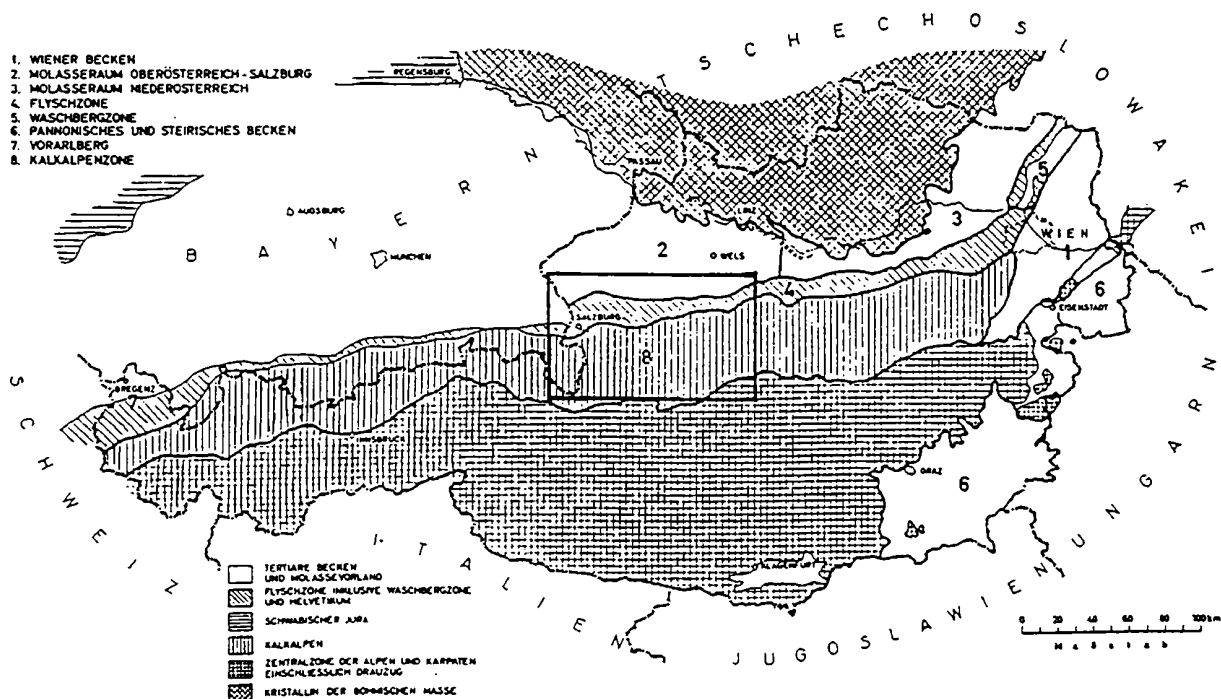 1. WIENER BECKEN
2. MOLASSERAUM OBERÖSTERREICH-SALZBURG
3. MOLASSERAUM NIEDERÖSTERREICH
4. FLYSCHZONE
5. WASCHBERGZONE
6. PANNONISCHES UND STEIRISCHES BECKEN
7. VORARLBERG
8. KALKALPENZONE
TSCHECHOSLOWAKEI
REGENSBURG
PASSAU
LINZ
BAYERN
AUGSBURG
MÜNCHEN
2
WELS
3
5
WIEN
1
4
6
EISENSTADT
SALZBURG
8
BREGENZ
INNSBRUCK
SCHWEIZ
ITALIEN
GRAZ
6
KLAGENFURT
JUGOSLAWIEN
UNGARN
TERTIÄRE BECKEN
UND MOLASSEVORLAND
FLYSCHZONE INKLUSIVE WASCHBERGZONE
UND HELVETIKUM
SCHWÄBISCHER JURA
KALKALPEN
ZENTRALZONE DER ALPEN UND KARPATEN
EINSCHLIESSLICH DRAUZUG
KRISTALLIN DER BÖHMISCHEN MASSE
0 20 40 60 80 100 km